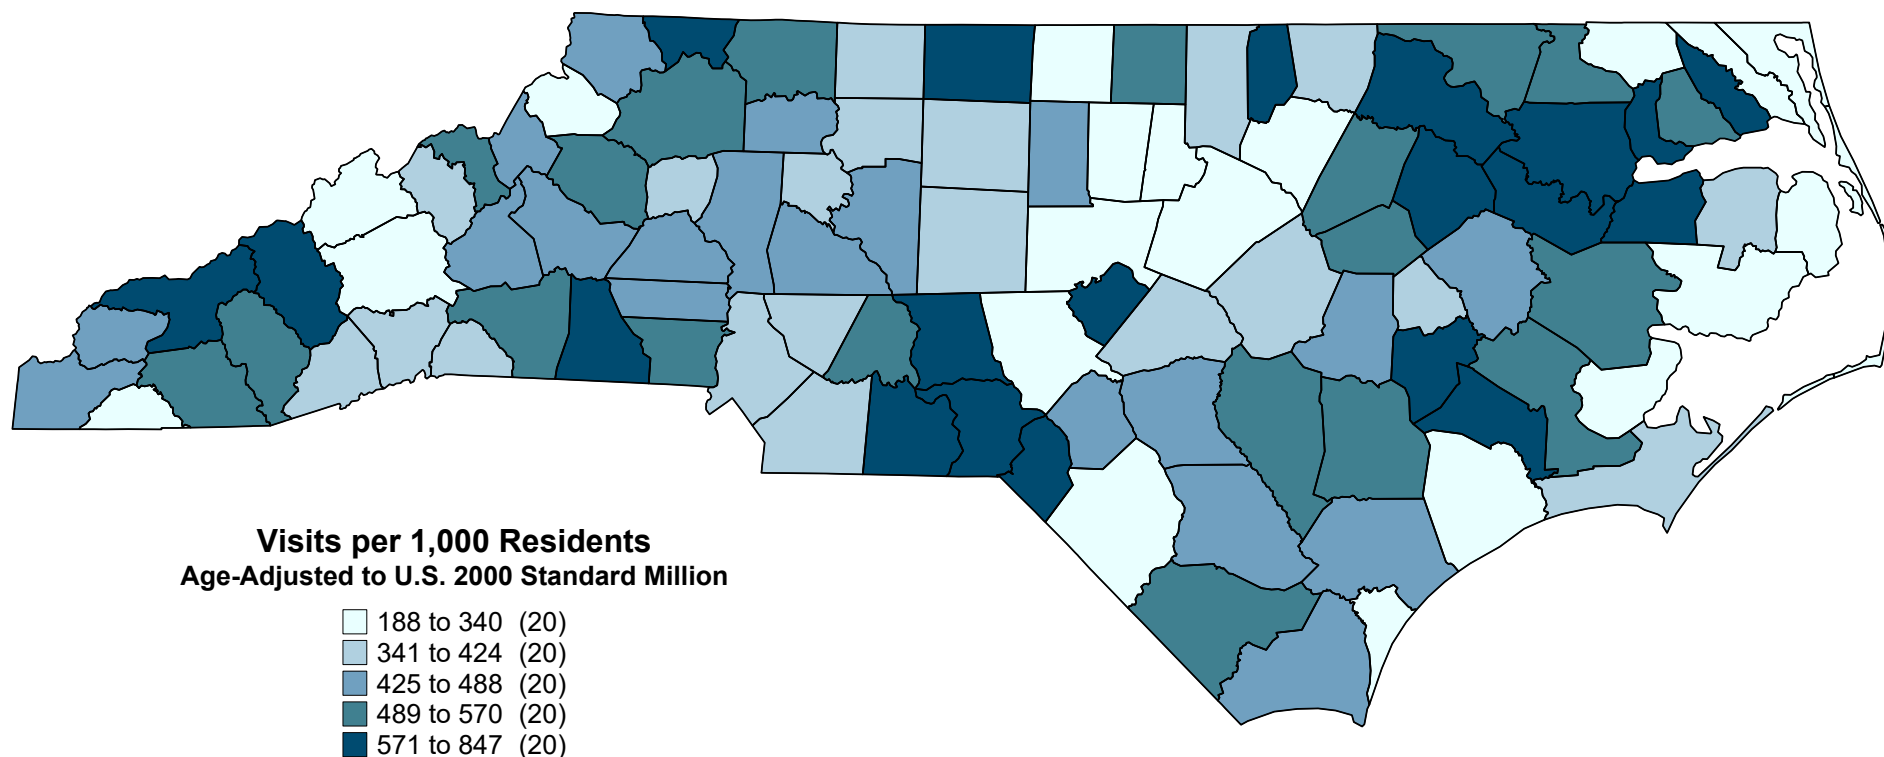 Visits per 1,000 Residents
Age-Adjusted to U.S. 2000 Standard Million
188 to 340 (20)
341 to 424 (20)
425 to 488 (20)
489 to 570 (20)
571 to 847 (20)